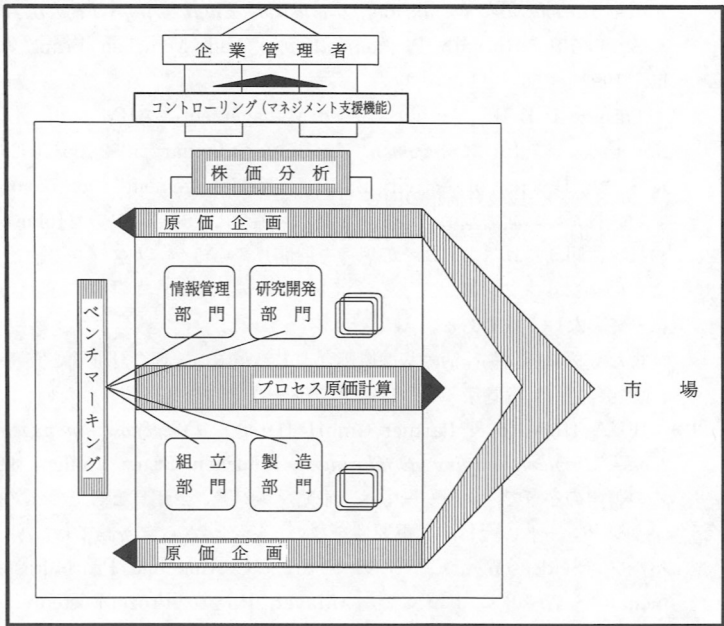 企業管理者
コントローリング(マネジメント支援機能)
株価分析
原価企画
情報管理
部門
研究開発
部門
ベンチマーキング
プロセス原価計算
市場
組立
部門
製造
部門
原価企画